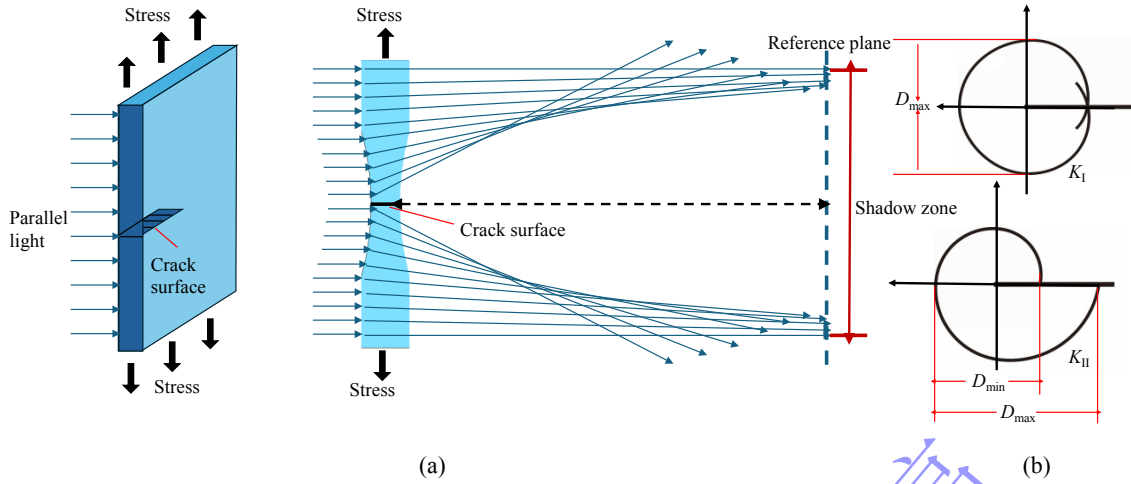 Stress
Parallel
light
Crack
surface
Stress
Stress
Crack surface
Stress
Reference plane
Shadow zone
(a)
Dmax
KI
KII
Dmin
Dmax
(b)